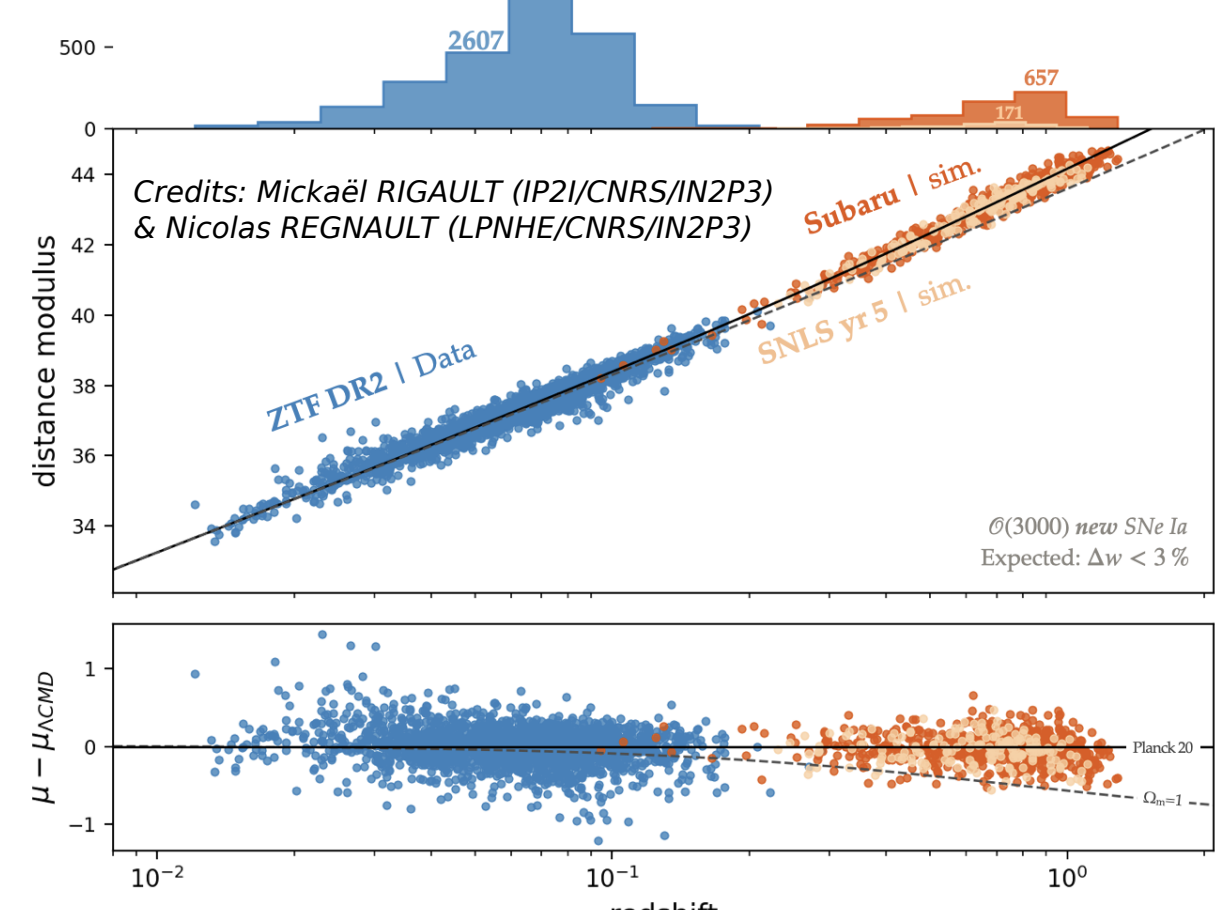 500
2607
657
171
0
44
Credits: Mickaël RIGAULT (IP2I/CNRS/IN2P3)
& Nicolas REGNAULT (LPNHE/CNRS/IN2P3)
Subaru | sim.
42
distance modulus
40
SNLS yr 5 | sim.
ZTF DR2 | Data
38
36
34
𝒪(3000) new SNe Ia
Expected: Δw < 3 %
1
μ − μΛCMD
0
Planck 20
−1
Ωm=1
10⁻²
10⁻¹
10⁰